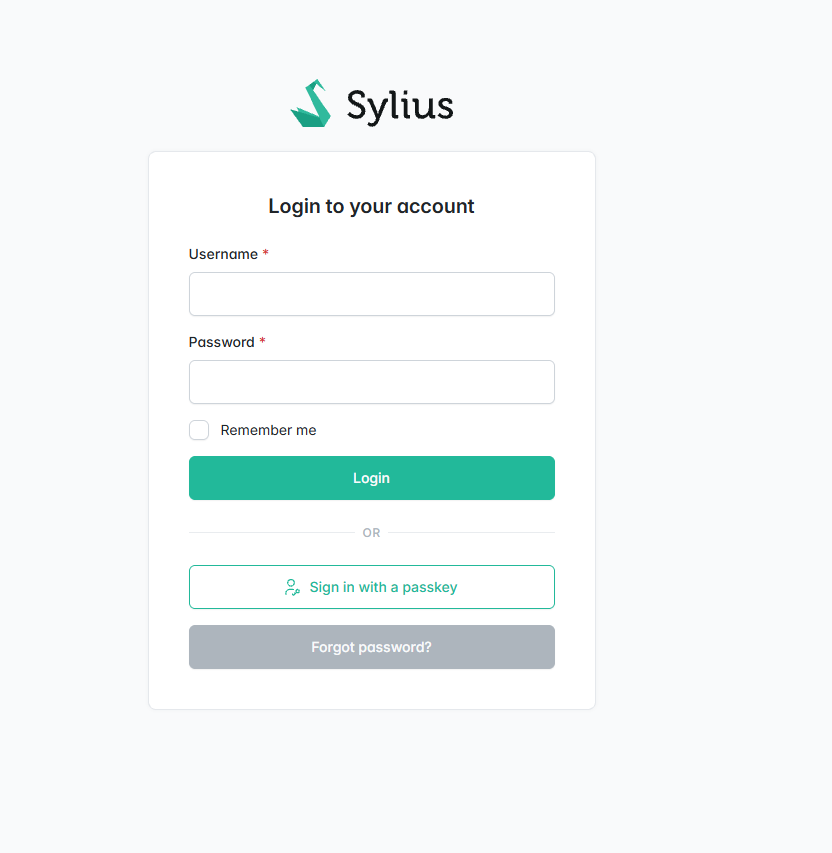 Sylius
Login to your account
Username *
Password *
Remember me
Login
OR
Sign in with a passkey
Forgot password?